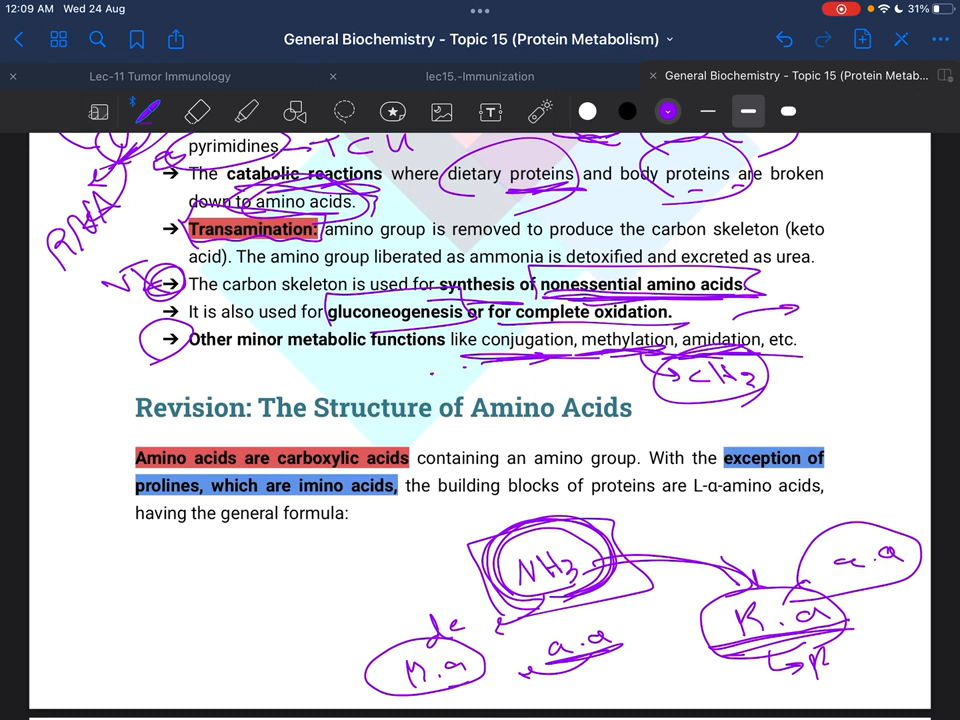 12:09 AM Wed 24 Aug
31%
General Biochemistry - Topic 15 (Protein Metabolism)
Lec-11 Tumor Immunology
lec15.-Immunization
General Biochemistry - Topic 15 (Protein Metab...
pyrimidines
TCU
➔ The catabolic reactions where dietary proteins and body proteins are broken
down to amino acids.
➔ Transamination: amino group is removed to produce the carbon skeleton (keto
acid). The amino group liberated as ammonia is detoxified and excreted as urea.
➔ The carbon skeleton is used for synthesis of nonessential amino acids.
➔ It is also used for gluconeogenesis or for complete oxidation.
➔ Other minor metabolic functions like conjugation, methylation, amidation, etc.
CH3
Revision: The Structure of Amino Acids
Amino acids are carboxylic acids containing an amino group. With the exception of
prolines, which are imino acids, the building blocks of proteins are L-α-amino acids,
having the general formula:
a.a
NH3
K.a
de
a.a